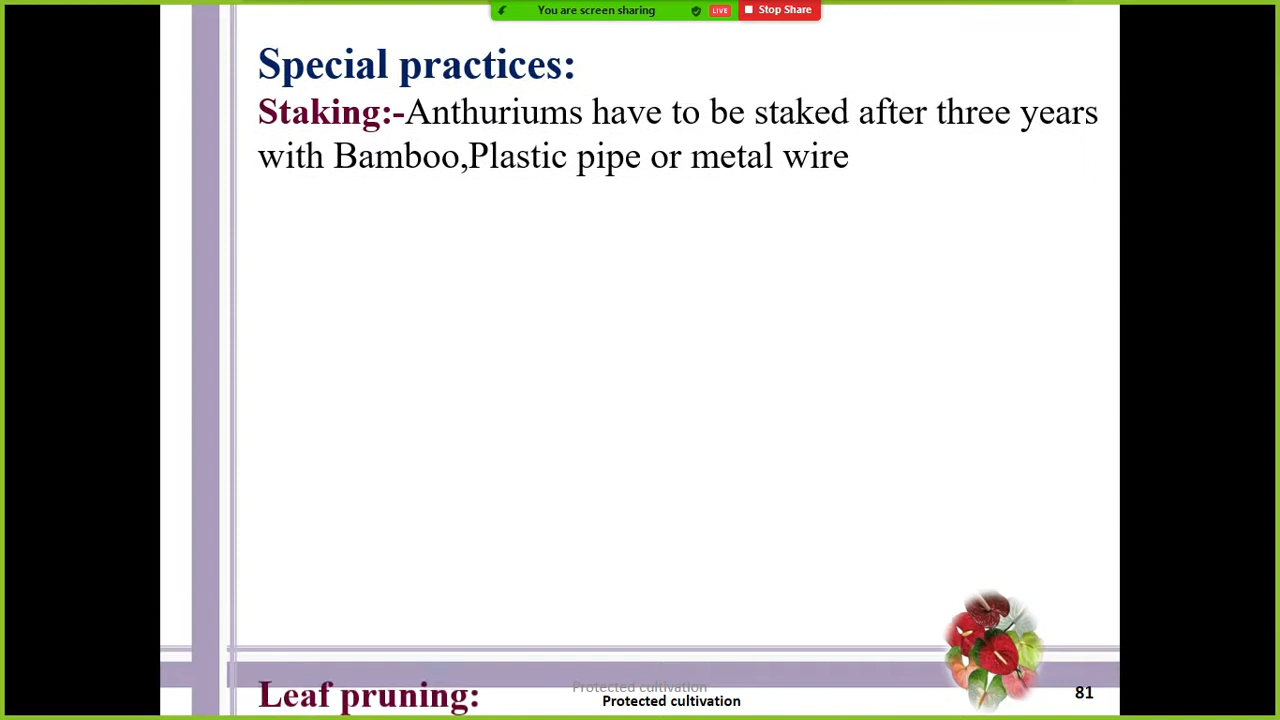 You are screen sharing LIVE Stop Share
Special practices:
Staking:-Anthuriums have to be staked after three years
with Bamboo,Plastic pipe or metal wire
Leaf pruning:
Protected cultivation
Protected cultivation
81